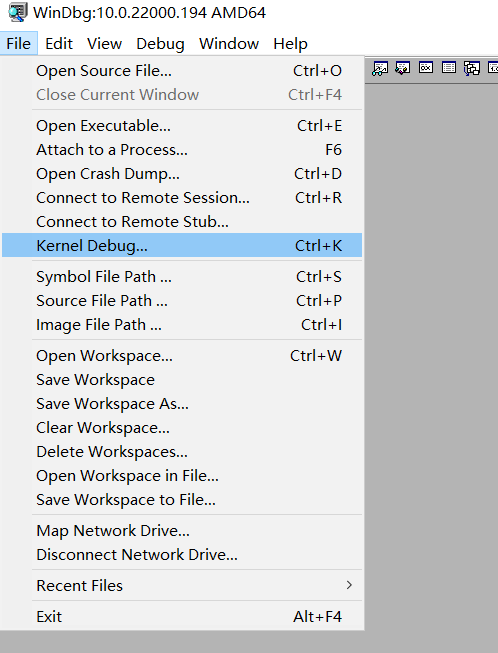 WinDbg:10.0.22000.194 AMD64
File Edit View Debug Window Help
Open Source File... Ctrl+O
Close Current Window Ctrl+F4
Open Executable... Ctrl+E
Attach to a Process... F6
Open Crash Dump... Ctrl+D
Connect to Remote Session... Ctrl+R
Connect to Remote Stub...
Kernel Debug... Ctrl+K
Symbol File Path ... Ctrl+S
Source File Path ... Ctrl+P
Image File Path ... Ctrl+I
Open Workspace... Ctrl+W
Save Workspace
Save Workspace As...
Clear Workspace...
Delete Workspaces...
Open Workspace in File...
Save Workspace to File...
Map Network Drive...
Disconnect Network Drive...
Recent Files
Exit Alt+F4